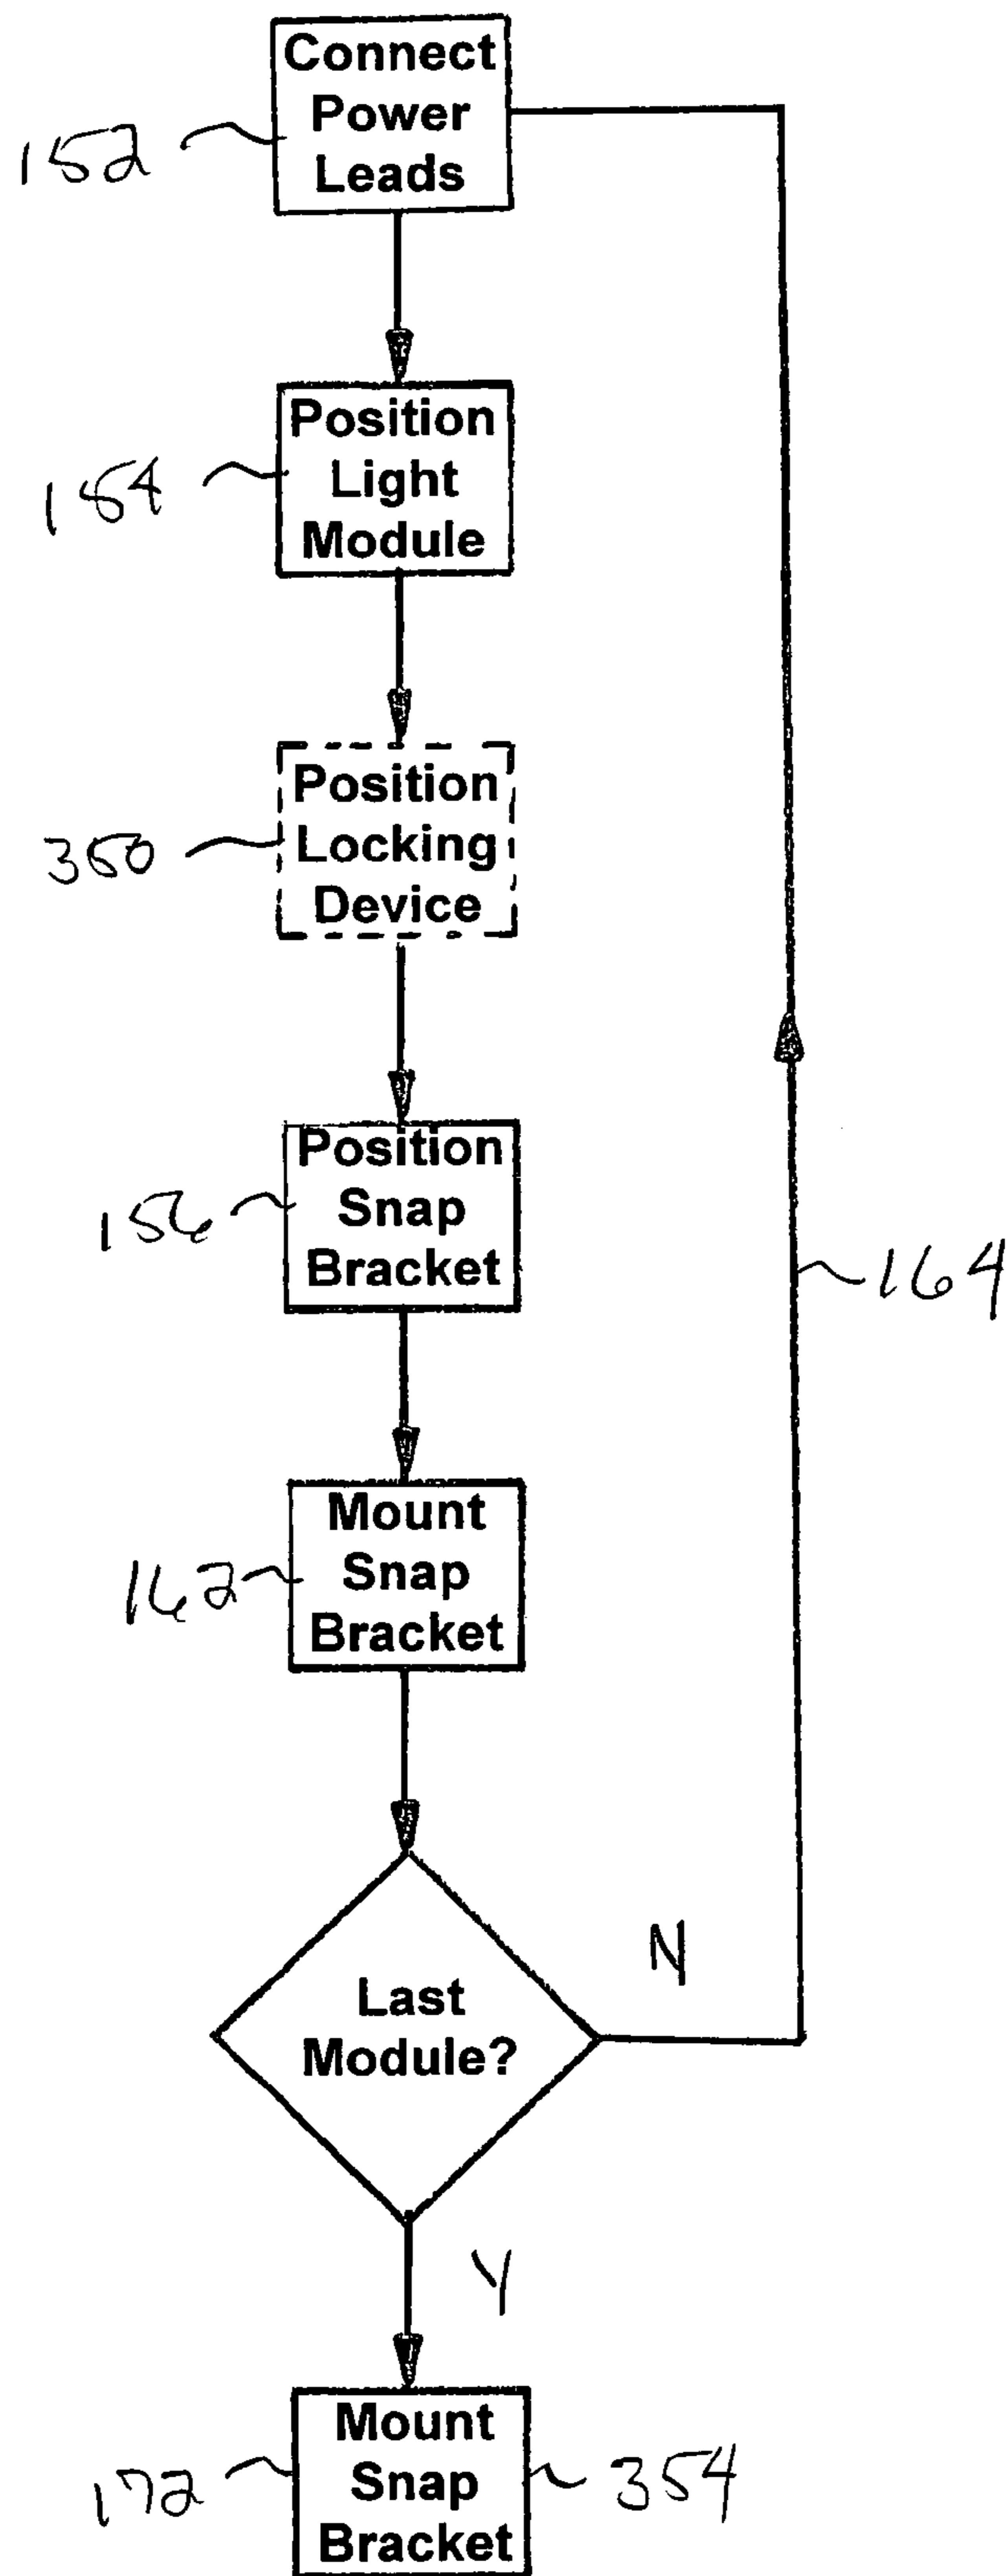 Connect
Power
Leads
152
Position
Light
Module
154
Position
Locking
Device
350
Position
Snap
Bracket
156
164
Mount
Snap
Bracket
162
Last
Module?
N
Y
Mount
Snap
Bracket
172
354